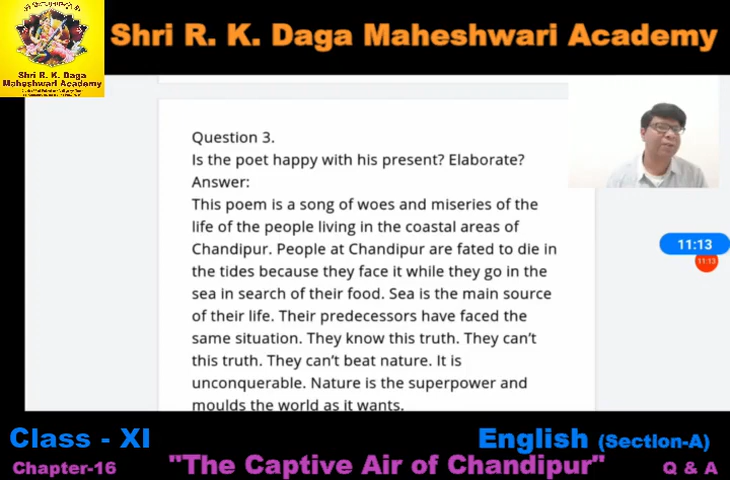 Shri R. K. Daga Maheshwari Academy
Shri R. K. Daga
Maheshwari Academy
Question 3.
Is the poet happy with his present? Elaborate?
Answer:
This poem is a song of woes and miseries of the
life of the people living in the coastal areas of
Chandipur. People at Chandipur are fated to die in
the tides because they face it while they go in the
sea in search of their food. Sea is the main source
of their life. Their predecessors have faced the
same situation. They know this truth. They can't
this truth. They can't beat nature. It is
unconquerable. Nature is the superpower and
moulds the world as it wants.
11:13
11:13
Class - XI
English (Section-A)
Chapter-16
"The Captive Air of Chandipur"
Q & A